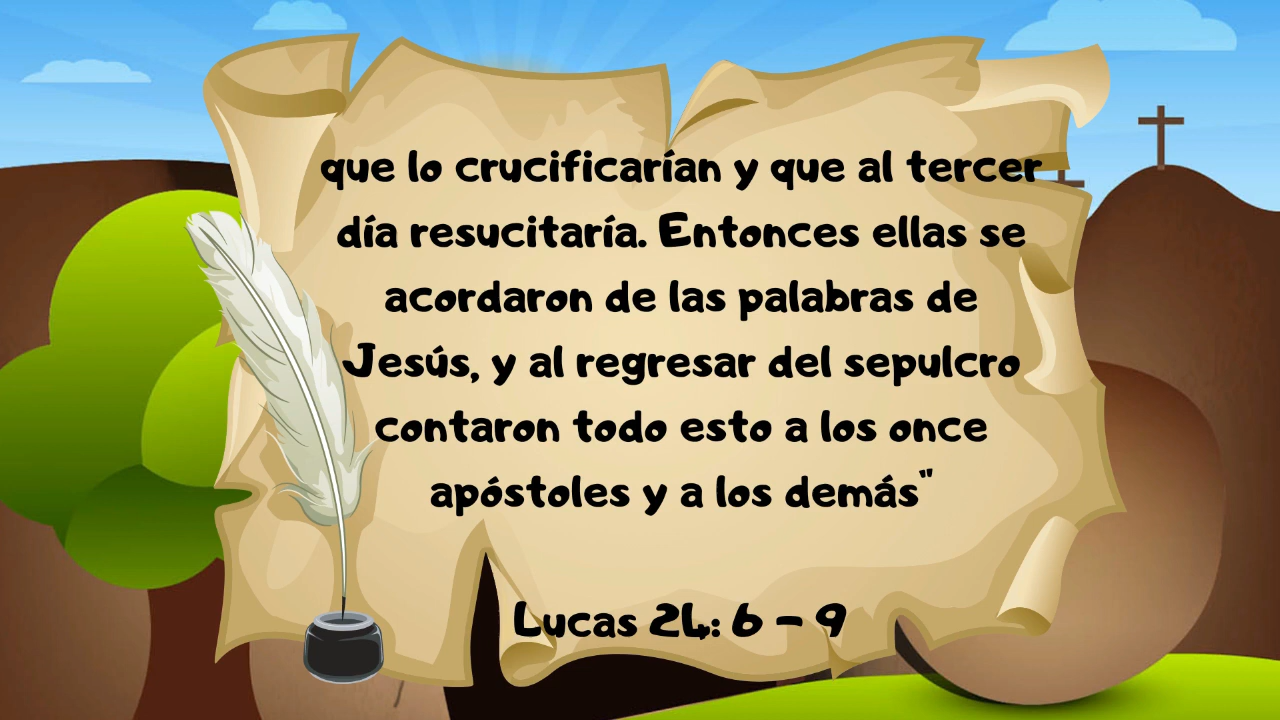 que lo crucificarían y que al tercer
día resucitaría. Entonces ellas se
acordaron de las palabras de
Jesús, y al regresar del sepulcro
contaron todo esto a los once
apóstoles y a los demás"
Lucas 24: 6 - 9